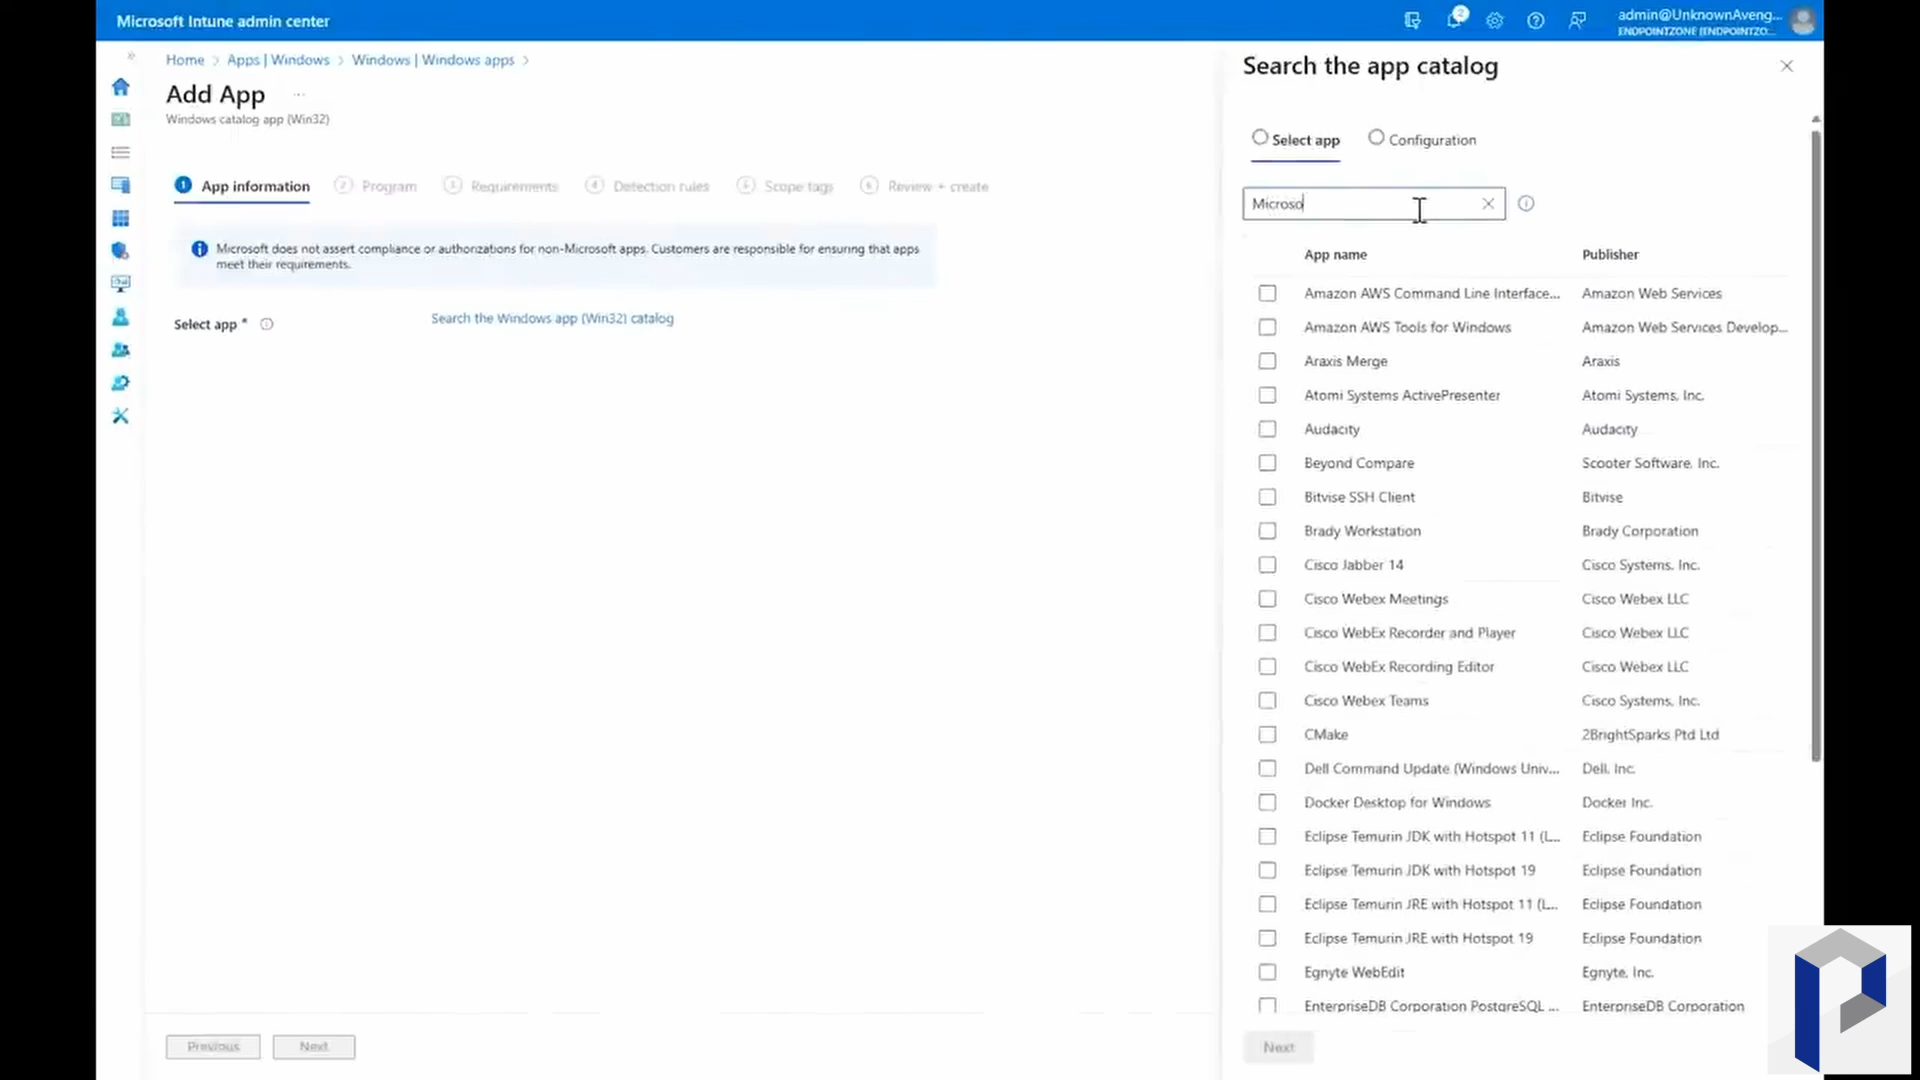 Microsoft Intune admin center
2
admin@UnknownAveng...
ENDPOINTZONE (ENDPOINTZO...
Home > Apps | Windows > Windows | Windows apps >
Add App ...
Windows catalog app (Win32)
1 App information 2 Program 3 Requirements 4 Detection rules 5 Scope tags 6 Review + create
Microsoft does not assert compliance or authorizations for non-Microsoft apps. Customers are responsible for ensuring that apps
meet their requirements.
Select app * Search the Windows app (Win32) catalog
Previous Next
Search the app catalog
Select app Configuration
Microso
App name Publisher
Amazon AWS Command Line Interface... Amazon Web Services
Amazon AWS Tools for Windows Amazon Web Services Develop...
Araxis Merge Araxis
Atomi Systems ActivePresenter Atomi Systems, Inc.
Audacity Audacity
Beyond Compare Scooter Software, Inc.
Bitvise SSH Client Bitvise
Brady Workstation Brady Corporation
Cisco Jabber 14 Cisco Systems, Inc.
Cisco Webex Meetings Cisco Webex LLC
Cisco WebEx Recorder and Player Cisco Webex LLC
Cisco WebEx Recording Editor Cisco Webex LLC
Cisco Webex Teams Cisco Systems, Inc.
CMake 2BrightSparks Ptd Ltd
Dell Command Update (Windows Univ... Dell, Inc.
Docker Desktop for Windows Docker Inc.
Eclipse Temurin JDK with Hotspot 11 (L... Eclipse Foundation
Eclipse Temurin JDK with Hotspot 19 Eclipse Foundation
Eclipse Temurin JRE with Hotspot 11 (L... Eclipse Foundation
Eclipse Temurin JRE with Hotspot 19 Eclipse Foundation
Egnyte WebEdit Egnyte, Inc.
EnterpriseDB Corporation PostgreSQL ... EnterpriseDB Corporation
Next